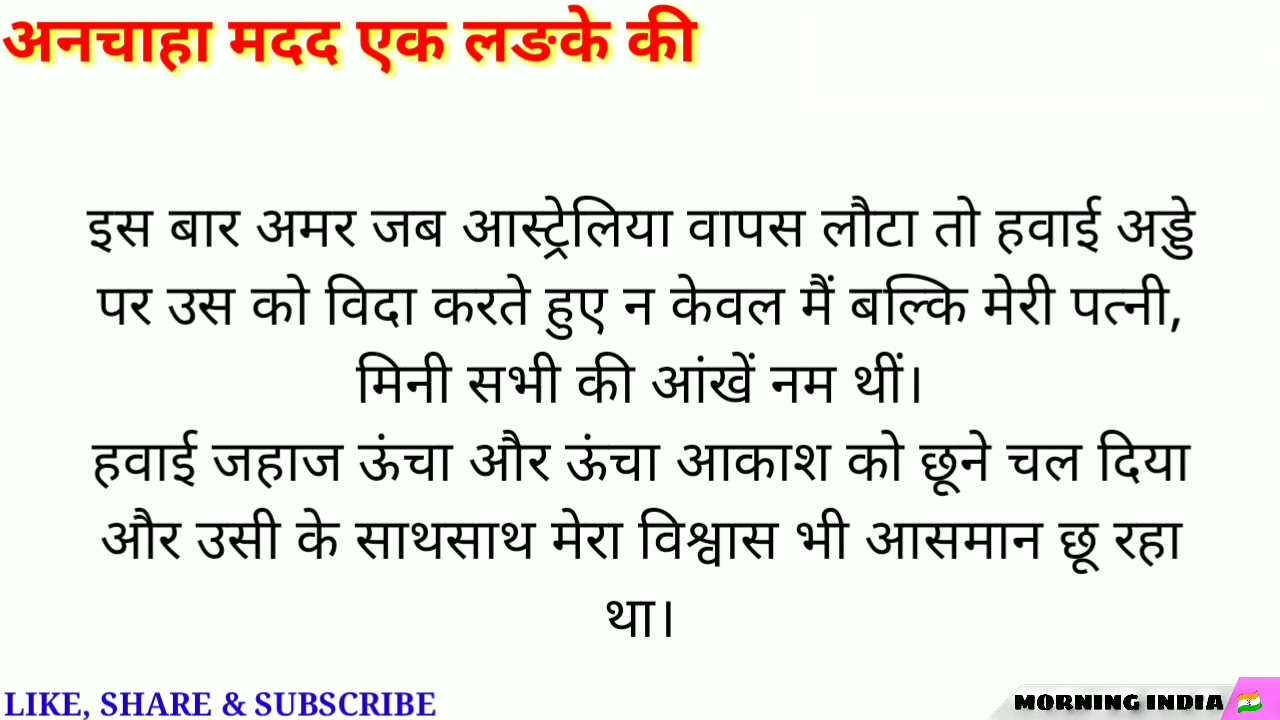 अनचाहा मदद एक लङके की
इस बार अमर जब आस्ट्रेलिया वापस लौटा तो हवाई अड्डे
पर उस को विदा करते हुए न केवल मैं बल्कि मेरी पत्नी,
मिनी सभी की आंखें नम थीं।
हवाई जहाज ऊंचा और ऊंचा आकाश को छूने चल दिया
और उसी के साथसाथ मेरा विश्वास भी आसमान छू रहा
था।
LIKE, SHARE & SUBSCRIBE
MORNING INDIA